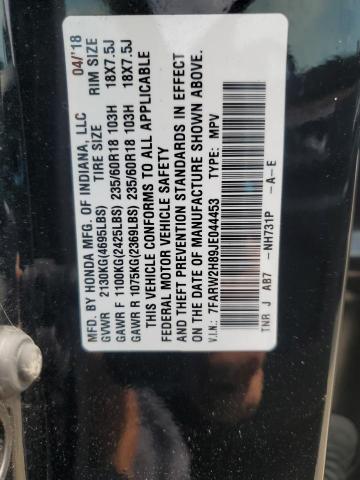 MFD. BY HONDA MFG. OF INDIANA, LLC 04/'18
TIRE SIZE RIM SIZE
GVWR 2130KG(4695LBS)
GAWR F 1100KG(2425LBS) 235/60R18 103H 18X7.5J
GAWR R 1075KG(2369LBS) 235/60R18 103H 18X7.5J
THIS VEHICLE CONFORMS TO ALL APPLICABLE
FEDERAL MOTOR VEHICLE SAFETY
AND THEFT PREVENTION STANDARDS IN EFFECT
ON THE DATE OF MANUFACTURE SHOWN ABOVE.
V.I.N.: 7FARW2H89JE044453 TYPE: MPV
TNR J AB7 -NH731P -A-E